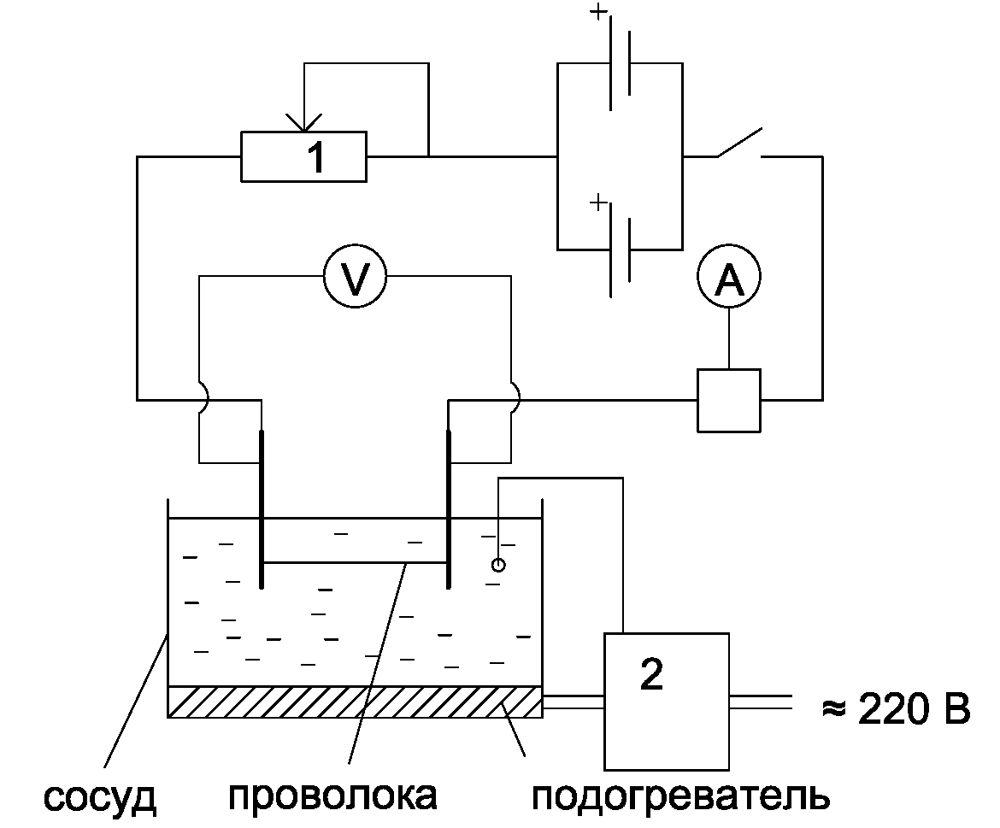 +
1
+
V
A
2
≈ 220 В
сосуд
проволока
подогреватель